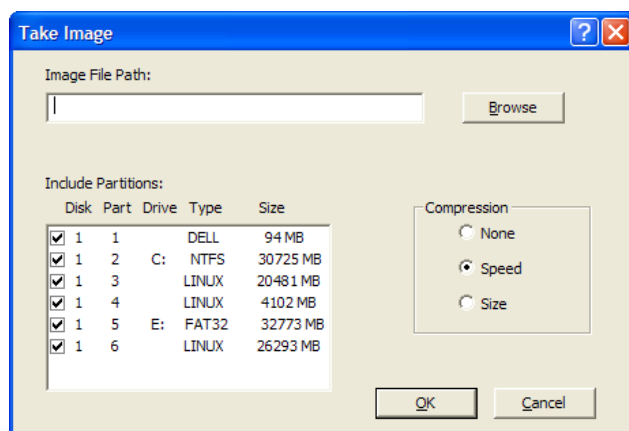 Take Image
Image File Path:
Browse
Include Partitions:
Disk Part Drive Type Size
1 1 DELL 94 MB
1 2 C: NTFS 30725 MB
1 3 LINUX 20481 MB
1 4 LINUX 4102 MB
1 5 E: FAT32 32773 MB
1 6 LINUX 26293 MB
Compression
None
Speed
Size
OK
Cancel